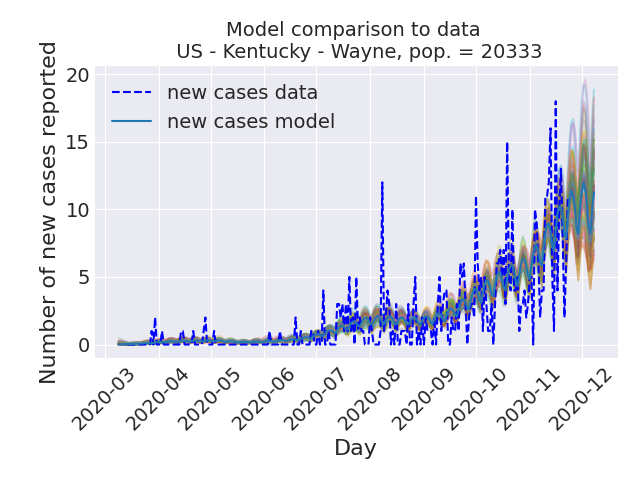 Model comparison to data
US - Kentucky - Wayne, pop. = 20333
Number of new cases reported
20
15
10
5
0
new cases data
new cases model
2020-03
2020-04
2020-05
2020-06
2020-07
2020-08
2020-09
2020-10
2020-11
2020-12
Day